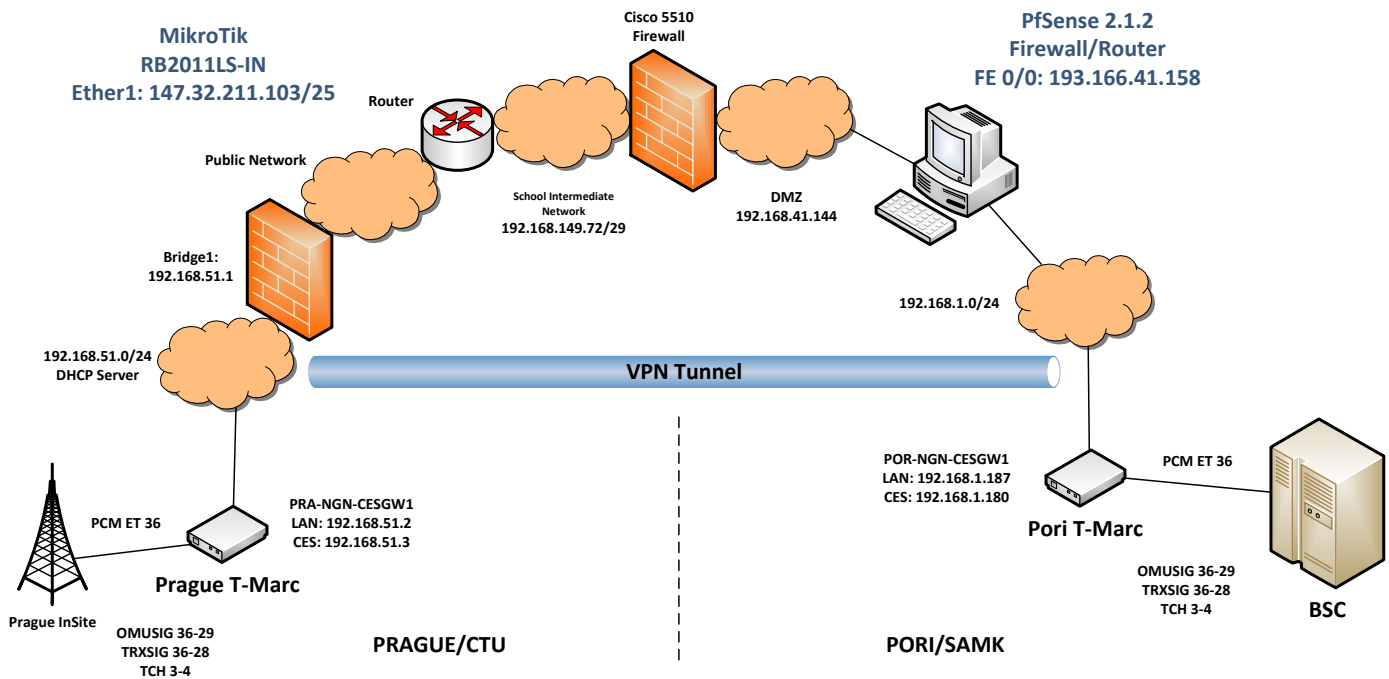 MikroTik
RB2011LS-IN
Ether1: 147.32.211.103/25
Cisco 5510
Firewall
PfSense 2.1.2
Firewall/Router
FE 0/0: 193.166.41.158
Router
Public Network
School Intermediate
Network
192.168.149.72/29
DMZ
192.168.41.144
Bridge1:
192.168.51.1
192.168.1.0/24
192.168.51.0/24
DHCP Server
VPN Tunnel
PRA-NGN-CESGW1
LAN: 192.168.51.2
CES: 192.168.51.3
PCM ET 36
Prague T-Marc
Prague InSite
OMUSIG 36-29
TRXSIG 36-28
TCH 3-4
PRAGUE/CTU
POR-NGN-CESGW1
LAN: 192.168.1.187
CES: 192.168.1.180
PCM ET 36
Pori T-Marc
OMUSIG 36-29
TRXSIG 36-28
TCH 3-4
BSC
PORI/SAMK